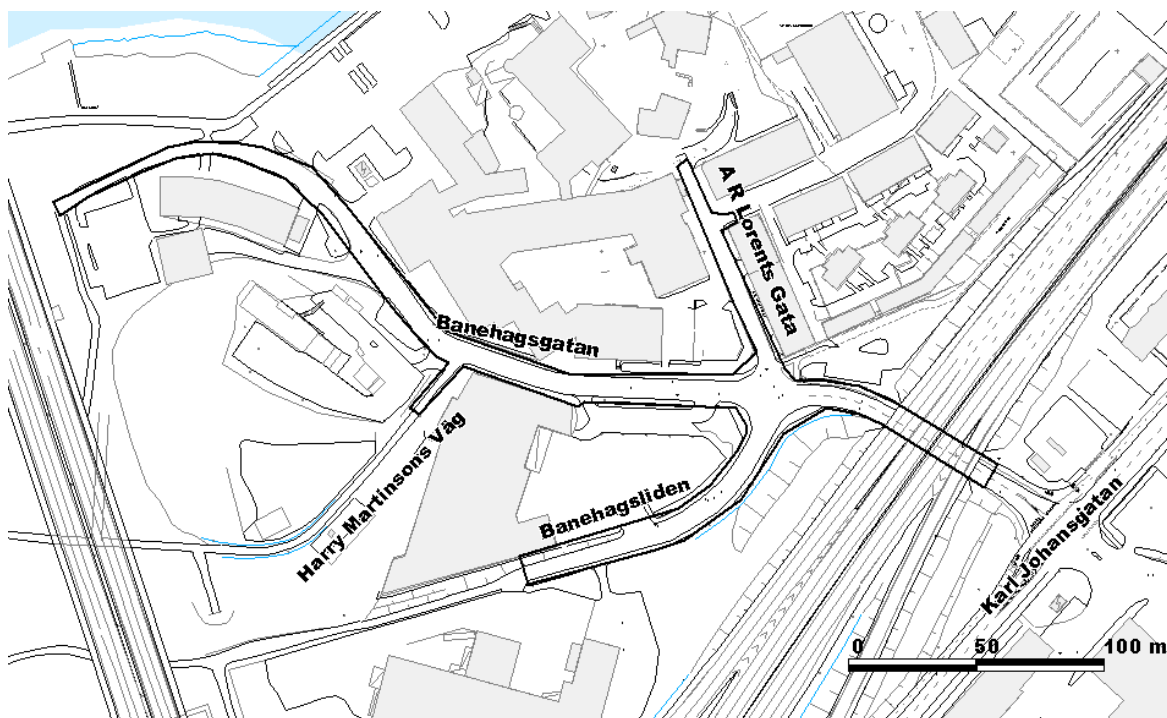 A R Lorents Gata
Banehagsgatan
Harry Martinsons Väg
Banehagsliden
Karl Johansgatan
0 50 100 m